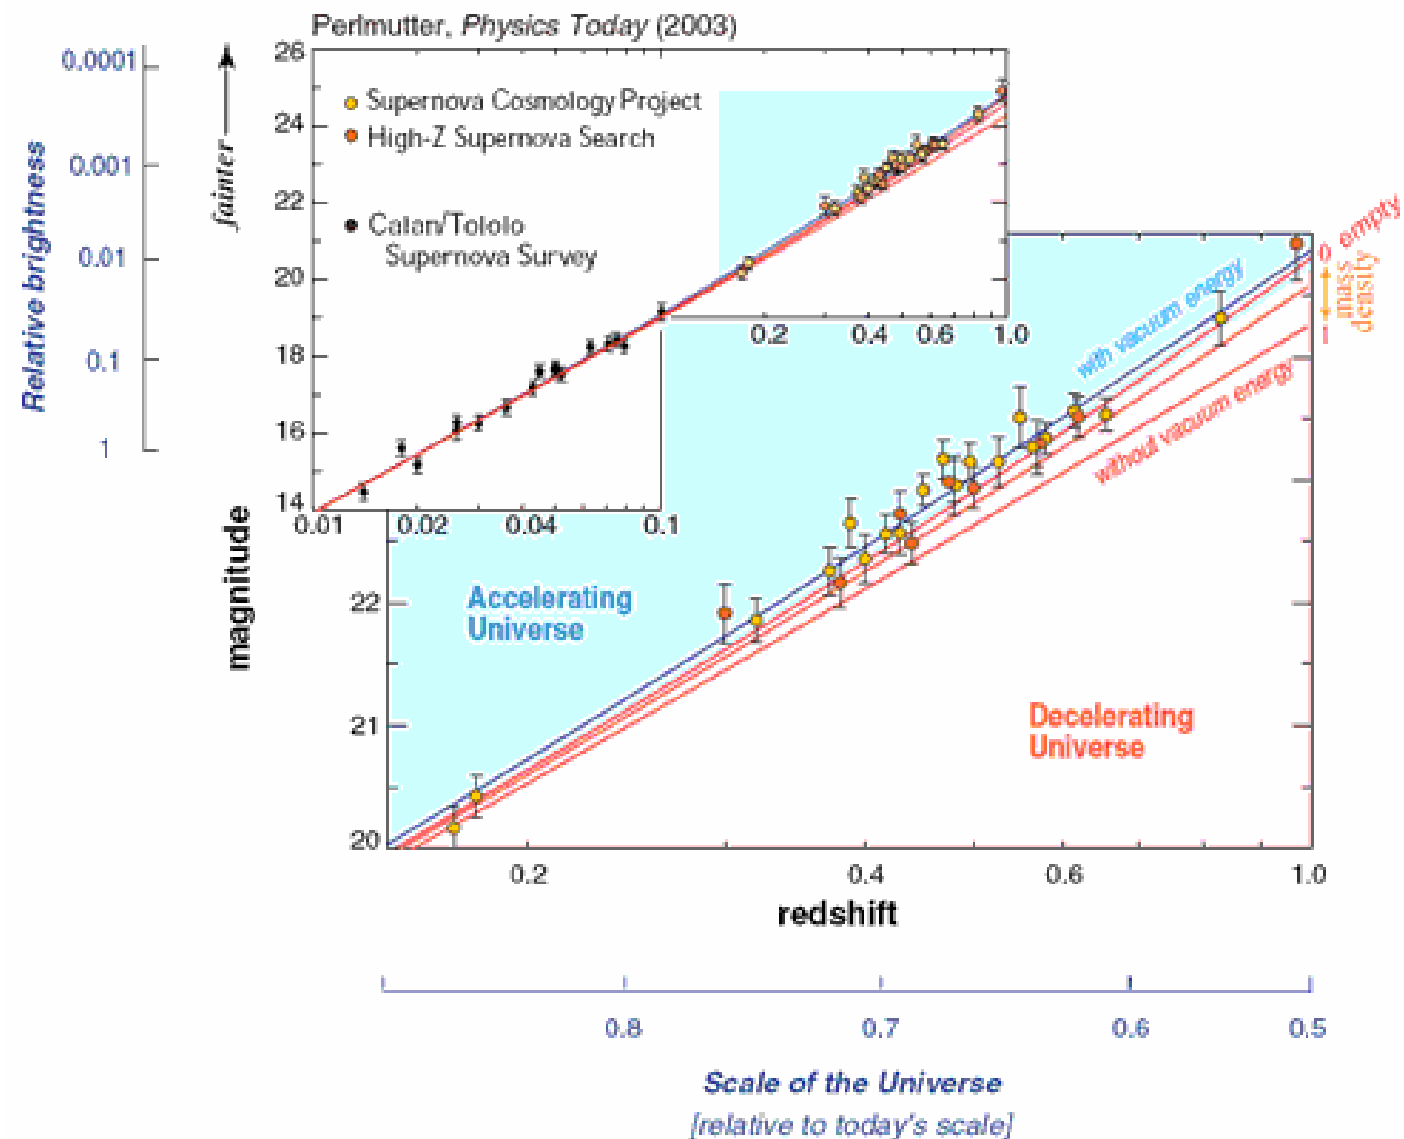 Perlmutter, Physics Today (2003)
0.0001
0.001
0.01
0.1
1
Relative brightness
fainter
magnitude
26
24
22
20
18
16
14
Supernova Cosmology Project
High-Z Supernova Search
Calan/Tololo
Supernova Survey
0.2
0.4
0.6
1.0
0.01
0.02
0.04
0.1
empty
0
mass
density
1
with vacuum energy
without vacuum energy
Accelerating
Universe
Decelerating
Universe
22
21
20
0.2
0.4
0.6
1.0
redshift
0.8
0.7
0.6
0.5
Scale of the Universe
[relative to today's scale]